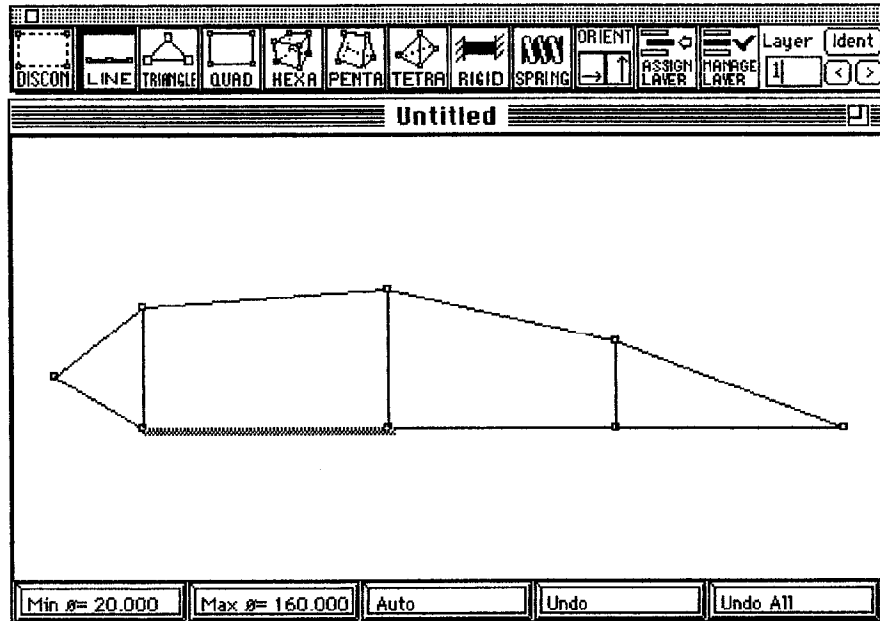 DISCON LINE TRIANGLE QUAD HEXA PENTA TETRA RIGID SPRING ORIENT ASSIGN LAYER MANAGE LAYER Layer Ident
1 < >
Untitled
Min ø= 20.000 Max ø= 160.000 Auto Undo Undo All